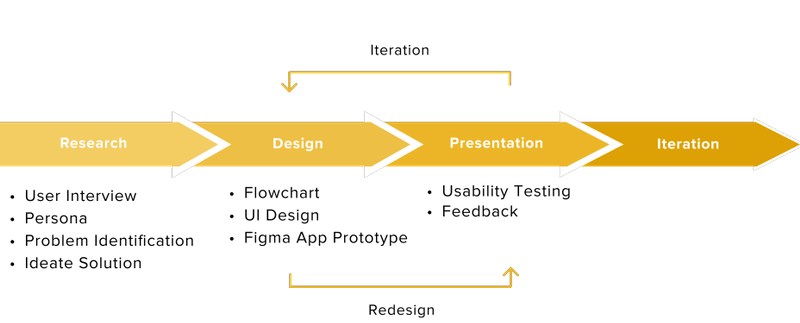 Iteration
Research
Design
Presentation
Iteration
• User Interview
• Persona
• Problem Identification
• Ideate Solution
• Flowchart
• UI Design
• Figma App Prototype
• Usability Testing
• Feedback
Redesign